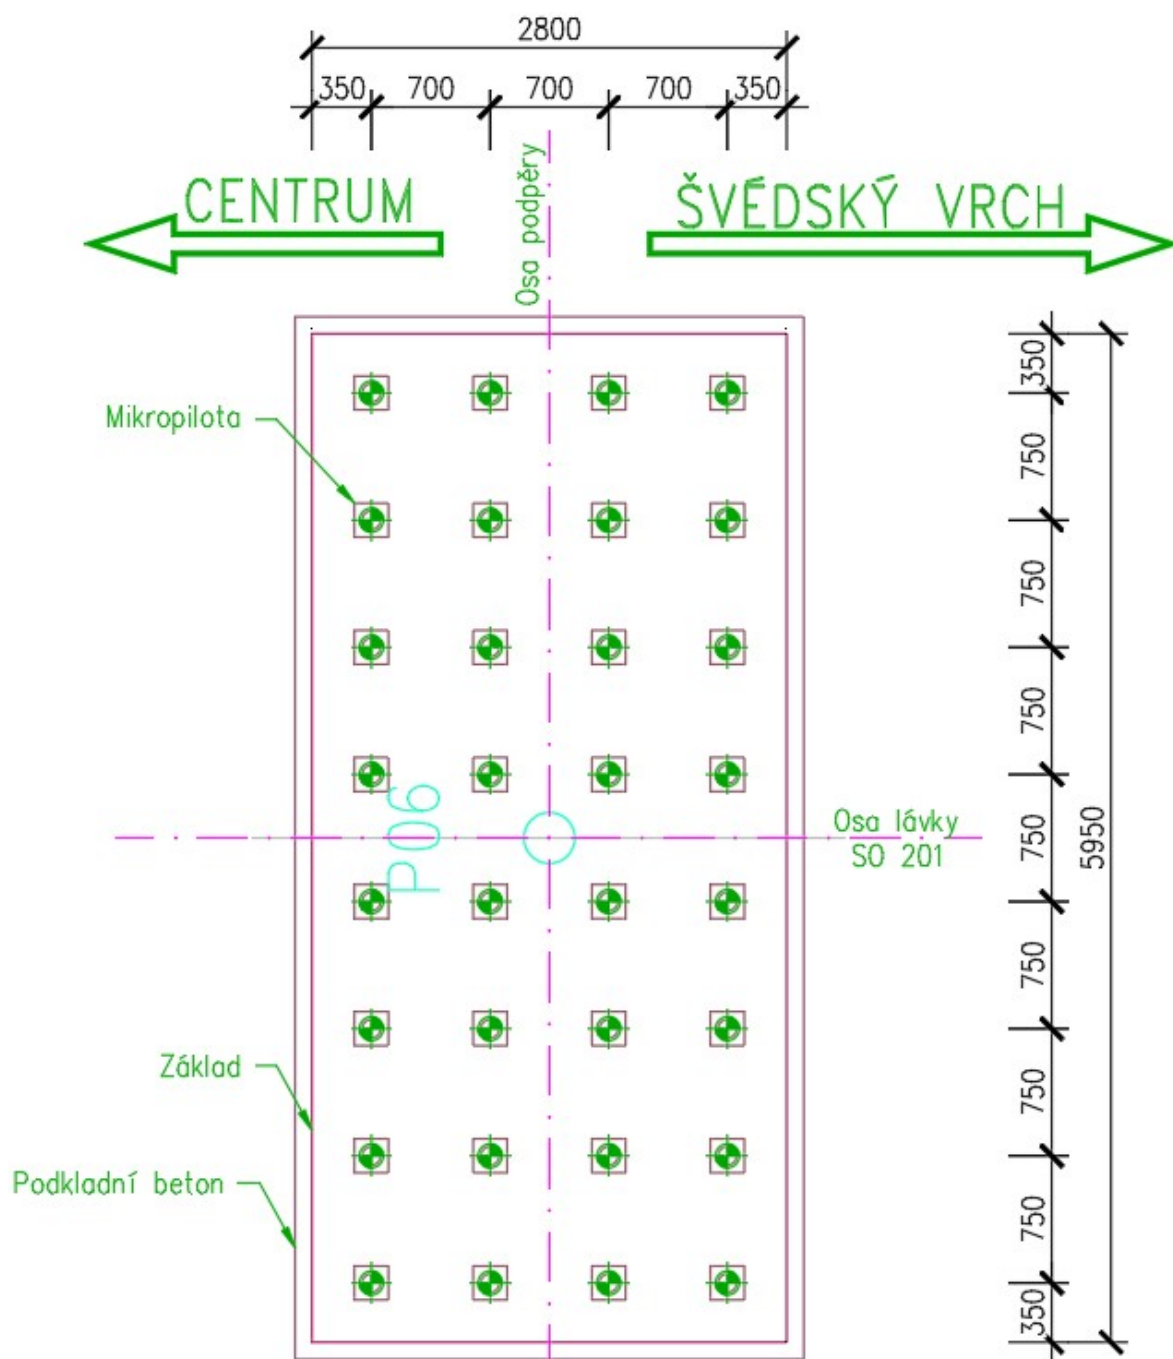 2800
350 700 700 700 350
Osa podpěry
CENTRUM
ŠVÉDSKÝ VRCH
350
Mikropilota
750
750
750
P06
Osa lávky
SO 201
750
5950
750
Základ
750
Podkladní beton
750
350